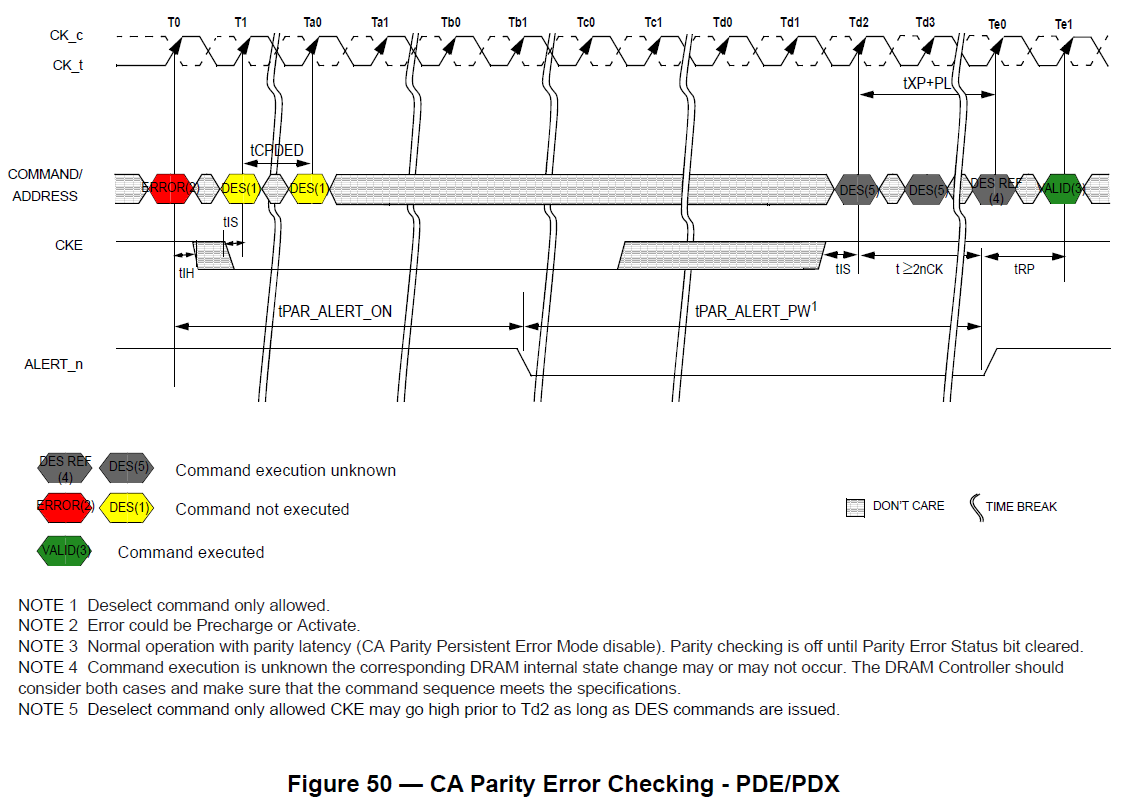 T0 T1 Ta0 Ta1 Tb0 Tb1 Tc0 Tc1 Td0 Td1 Td2 Td3 Te0 Te1
CK_c
CK_t
tXP+PL
tCPDED
COMMAND/
ADDRESS
ERROR(2) DES(1 DES(1 DES(5) DES(5) DES REF
(4) ALID(3
tIS
CKE
tIH
tIS t ≥2nCK tRP
tPAR_ALERT_ON tPAR_ALERT_PW1
ALERT_n
DES REF
(4) DES(5) Command execution unknown
ERROR(2) DES(1) Command not executed
VALID(3) Command executed
DON'T CARE TIME BREAK
NOTE 1 Deselect command only allowed.
NOTE 2 Error could be Precharge or Activate.
NOTE 3 Normal operation with parity latency (CA Parity Persistent Error Mode disable). Parity checking is off until Parity Error Status bit cleared.
NOTE 4 Command execution is unknown the corresponding DRAM internal state change may or may not occur. The DRAM Controller should
consider both cases and make sure that the command sequence meets the specifications.
NOTE 5 Deselect command only allowed CKE may go high prior to Td2 as long as DES commands are issued.
Figure 50 — CA Parity Error Checking - PDE/PDX